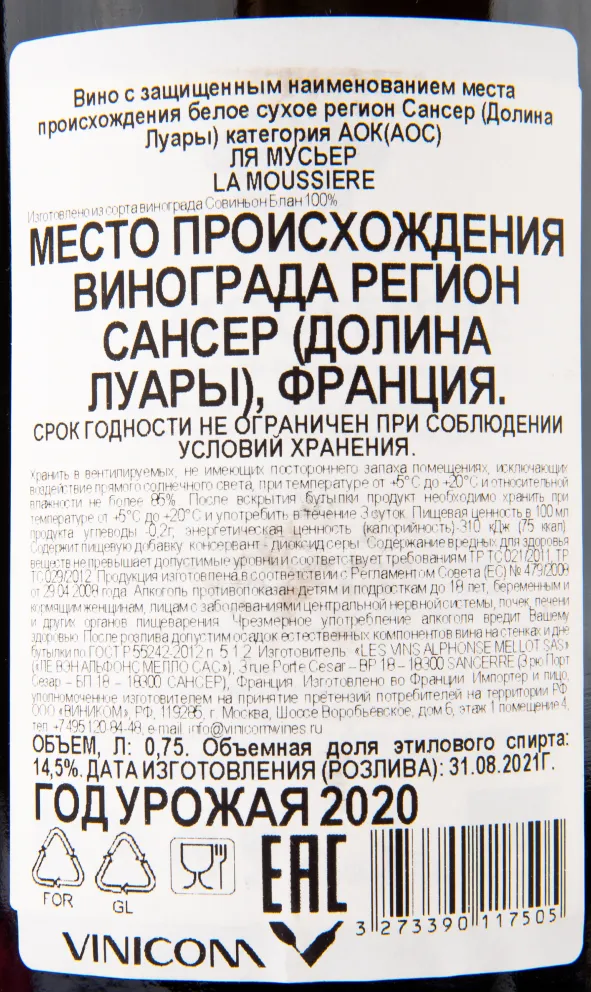 Вино с защищенным наименованием места
происхождения белое сухое регион Сансер (Долина
Луары) категория АОК(АОС)
ЛЯ МУСЬЕР
LA MOUSSIERE
Изготовлено из сорта винограда Совиньон Блан 100%
МЕСТО ПРОИСХОЖДЕНИЯ
ВИНОГРАДА РЕГИОН
САНСЕР (ДОЛИНА
ЛУАРЫ), ФРАНЦИЯ.
СРОК ГОДНОСТИ НЕ ОГРАНИЧЕН ПРИ СОБЛЮДЕНИИ
УСЛОВИЙ ХРАНЕНИЯ.
Хранить в вентилируемых, не имеющих постороннего запаха помещениях, исключающих
воздействие прямого солнечного света, при температуре от +5°С до +20°С и относительной
влажности не более 85%. После вскрытия бутылки продукт необходимо хранить при
температуре от +5°С до +20°С и употребить в течение 3 суток. Пищевая ценность в 100 мл
продукта углеводы -0,2г, энергетическая ценность (калорийность)-310 кДж (75 ккал).
Содержит пищевую добавку консервант - диоксид серы. Содержание вредных для здоровья
веществ не превышает допустимые уровни и соответствует требованиям ТР ТС 021/2011, ТР
ТС 029/2012. Продукция изготовлена в соответствии с Регламентом Совета (ЕС) № 479/2008
от 29.04.2008 года. Алкоголь противопоказан детям и подросткам до 18 лет, беременным и
кормящим женщинам, лицам с заболеваниями центральной нервной системы, почек, печени
и других органов пищеварения. Чрезмерное употребление алкоголя вредит Вашему
здоровью. После розлива допустим осадок естественных компонентов вина на стенках и дне
бутылки по ГОСТ Р 55242-2012 п. 5.1.2. Изготовитель: «LES VINS ALPHONSE MELLOT SAS»
(«ЛЕ ВЭН АЛЬФОНС МЕЛЛО САС»), 3 rue Porte Cesar – BP 18 – 18300 SANCERRE (3 рю Порт
Сезар – БП 18 – 18300 САНСЕР), Франция. Изготовлено во Франции. Импортер и лицо,
уполномоченное изготовителем на принятие претензий потребителей на территории РФ
ООО «ВИНИКОМ», РФ, 119285, г. Москва, Шоссе Воробьевское, дом 6, этаж 1 помещение 4,
тел. +7 495 120-84-48, e-mail: info@vinicomwines.ru
ОБЪЕМ, Л: 0,75. Объемная доля этилового спирта:
14,5%. ДАТА ИЗГОТОВЛЕНИЯ (РОЗЛИВА): 31.08.2021Г.
ГОД УРОЖАЯ 2020
FOR
GL
EAC
3 273390 117505
VINICOM